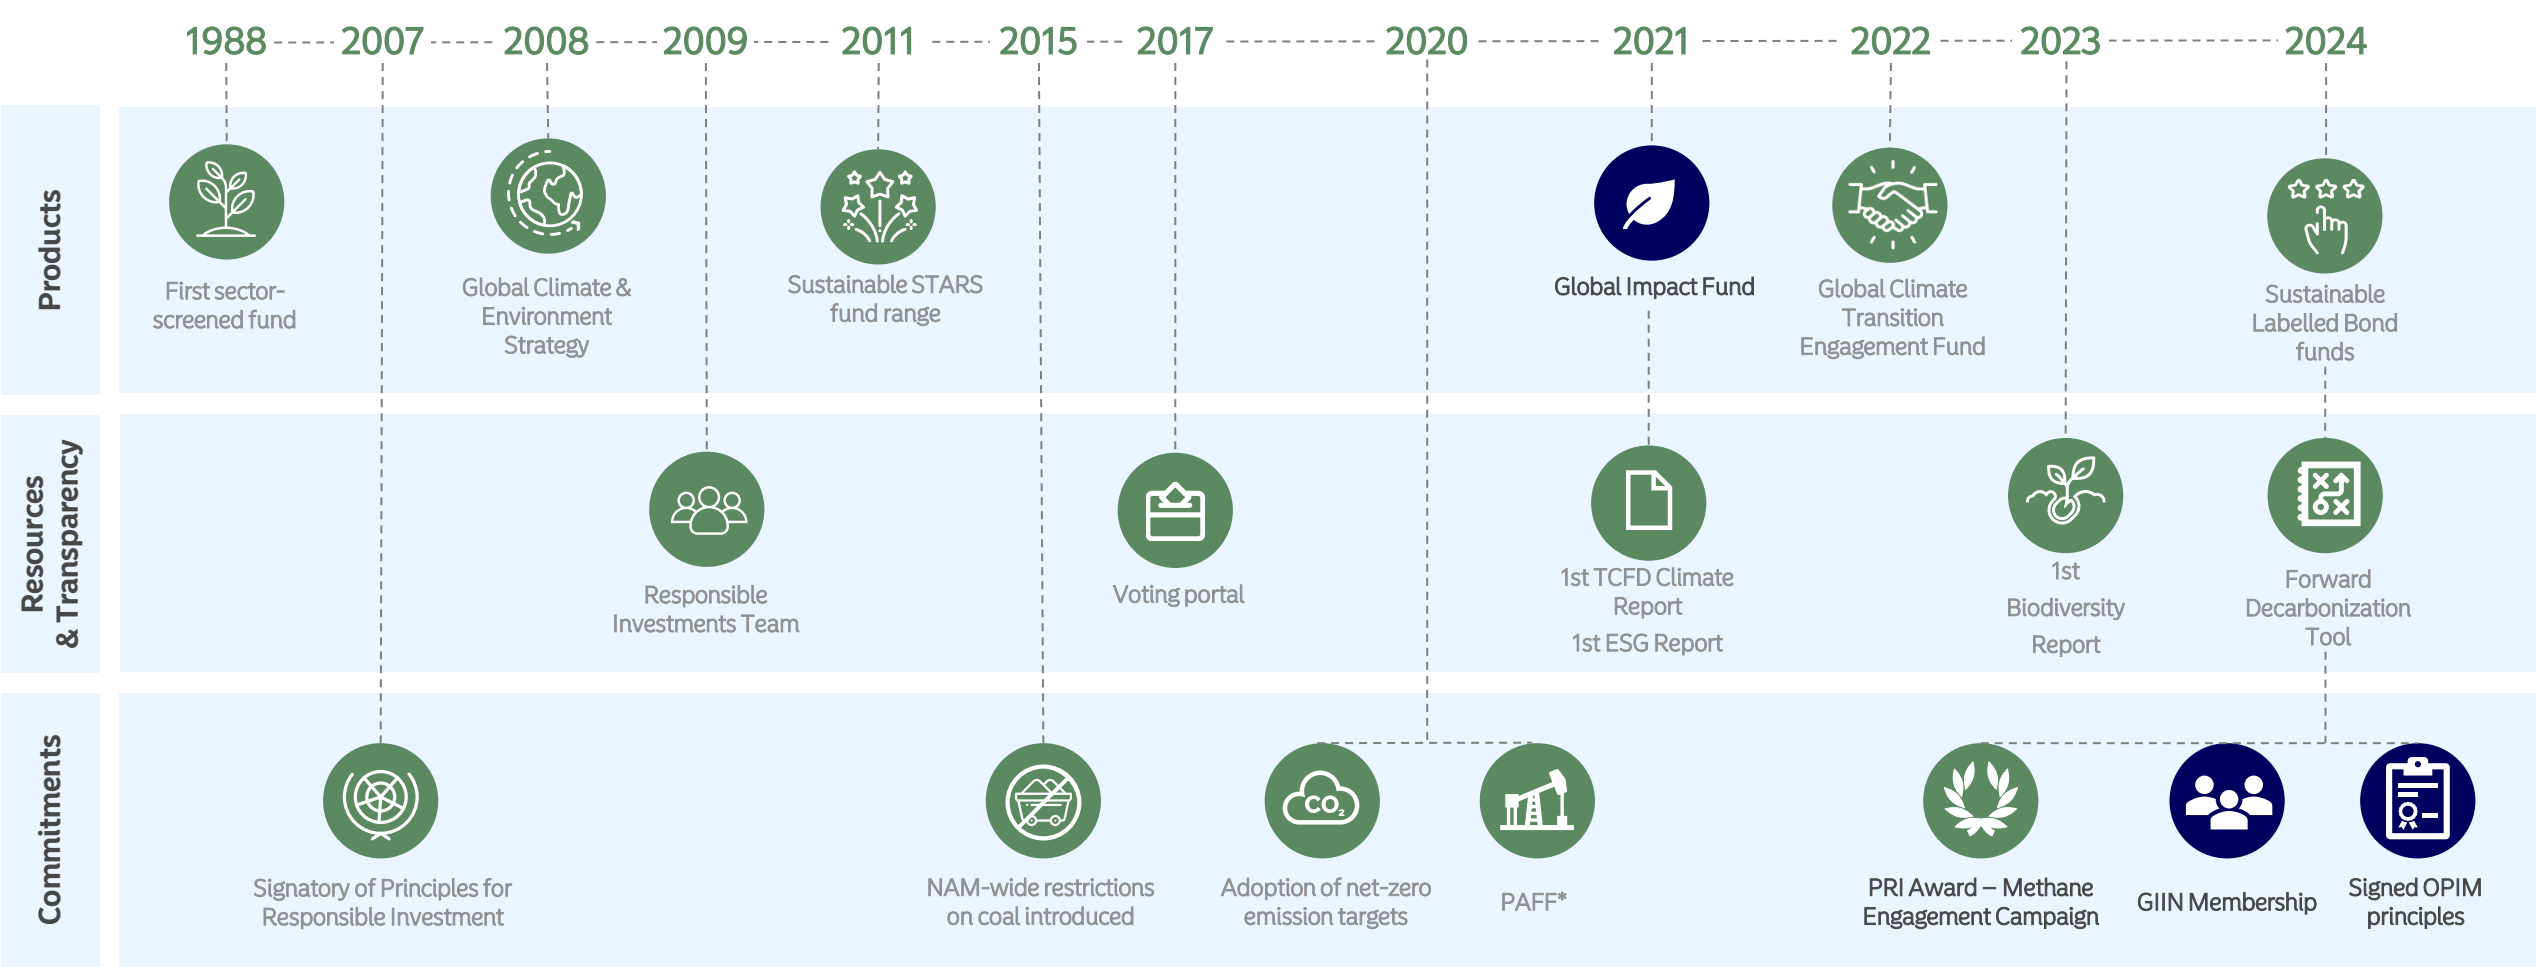 1988 2007 2008 2009 2011 2015 2017 2020 2021 2022 2023 2024
Products
First sector-
screened fund
Global Climate &
Environment
Strategy
Sustainable STARS
fund range
Global Impact Fund
Global Climate
Transition
Engagement Fund
Sustainable
Labelled Bond
funds
Resources
& Transparency
Responsible
Investments Team
Voting portal
1st TCFD Climate
Report
1st ESG Report
1st
Biodiversity
Report
Forward
Decarbonization
Tool
Commitments
Signatory of Principles for
Responsible Investment
NAM-wide restrictions
on coal introduced
CO2
Adoption of net-zero
emission targets
PAFF*
PRI Award – Methane
Engagement Campaign
GIIN Membership
Signed OPIM
principles